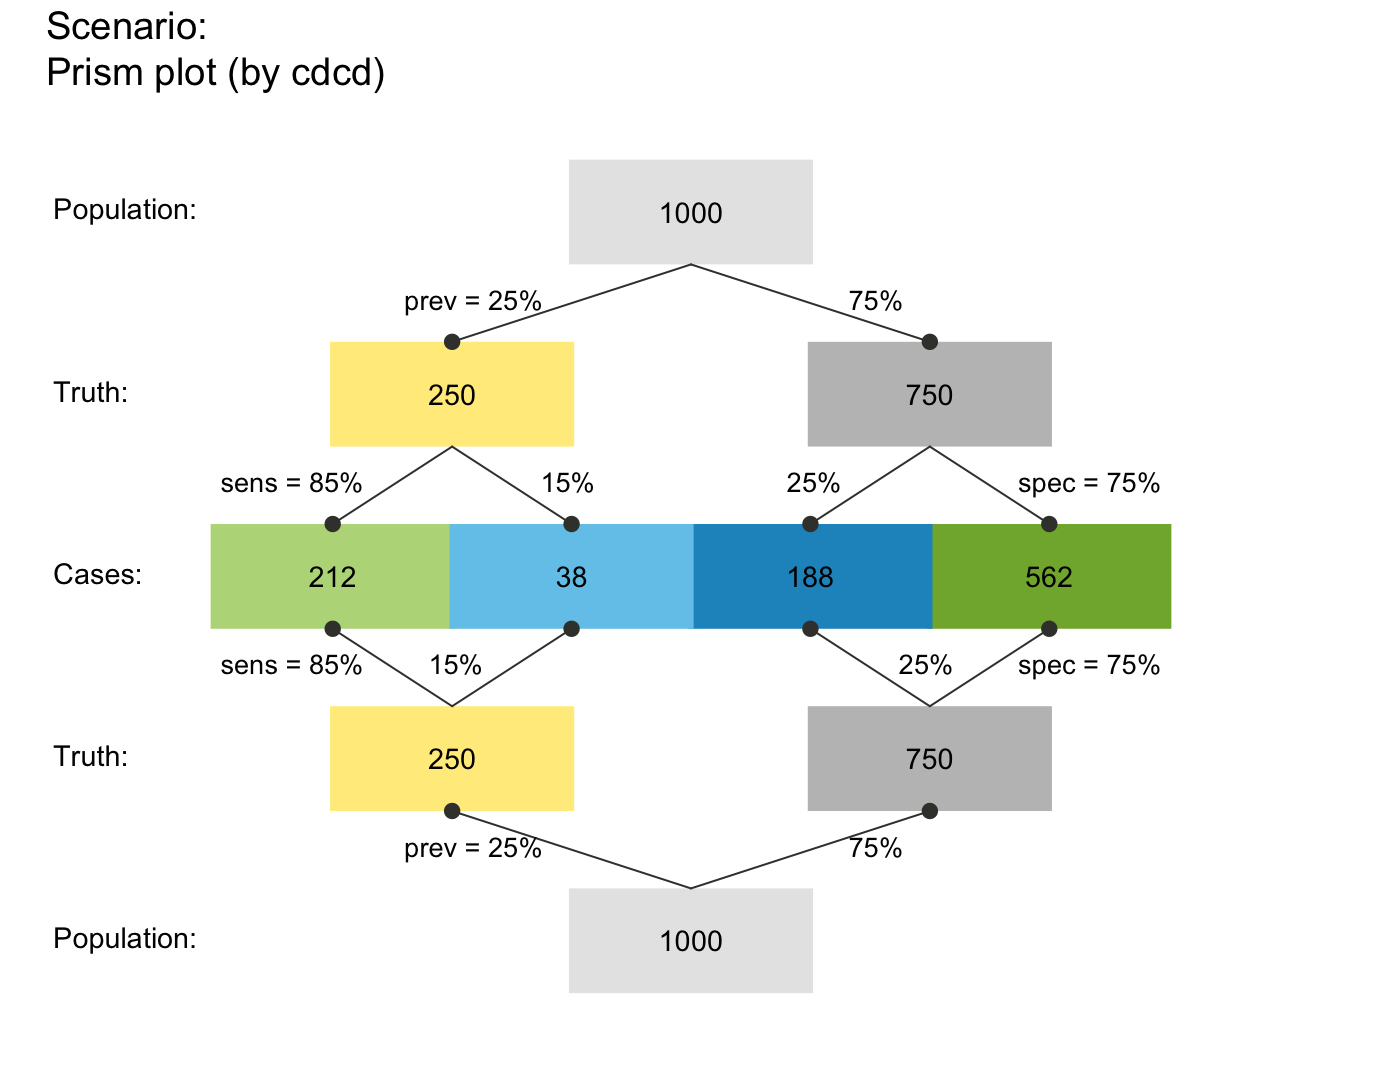 Scenario:
Prism plot (by cdcd)
Population:
1000
prev = 25%
75%
Truth:
250
750
sens = 85%
15%
25%
spec = 75%
Cases:
212
38
188
562
sens = 85%
15%
25%
spec = 75%
Truth:
250
750
prev = 25%
75%
Population:
1000